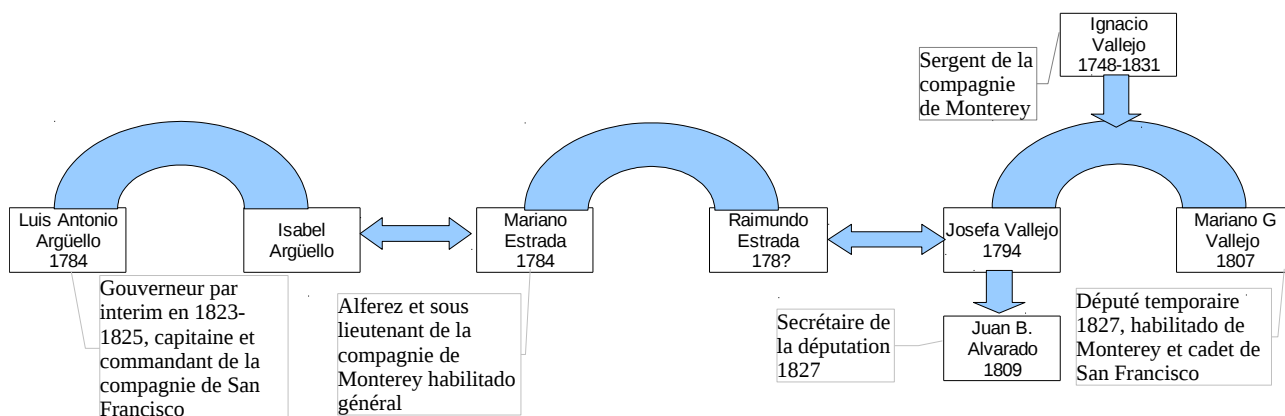 Ignacio
Vallejo
1748-1831
Sergent de la
compagnie
de Monterey
Luis Antonio
Argüello
1784
Isabel
Argüello
Mariano
Estrada
1784
Raimundo
Estrada
178?
Josefa Vallejo
1794
Mariano G
Vallejo
1807
Gouverneur par
interim en 1823-
1825, capitaine et
commandant de la
compagnie de San
Francisco
Alferez et sous
lieutenant de la
compagnie de
Monterey habilitado
général
Secrétaire de
la députation
1827
Juan B.
Alvarado
1809
Député temporaire
1827, habilitado de
Monterey et cadet de
San Francisco